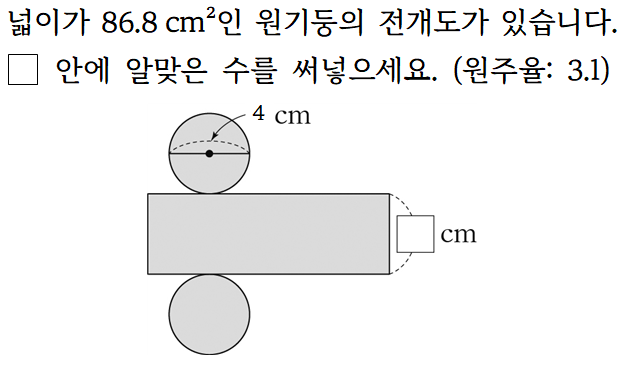 넓이가 86.8 cm²인 원기둥의 전개도가 있습니다.
□ 안에 알맞은 수를 써넣으세요. (원주율: 3.1)
4 cm
□ cm